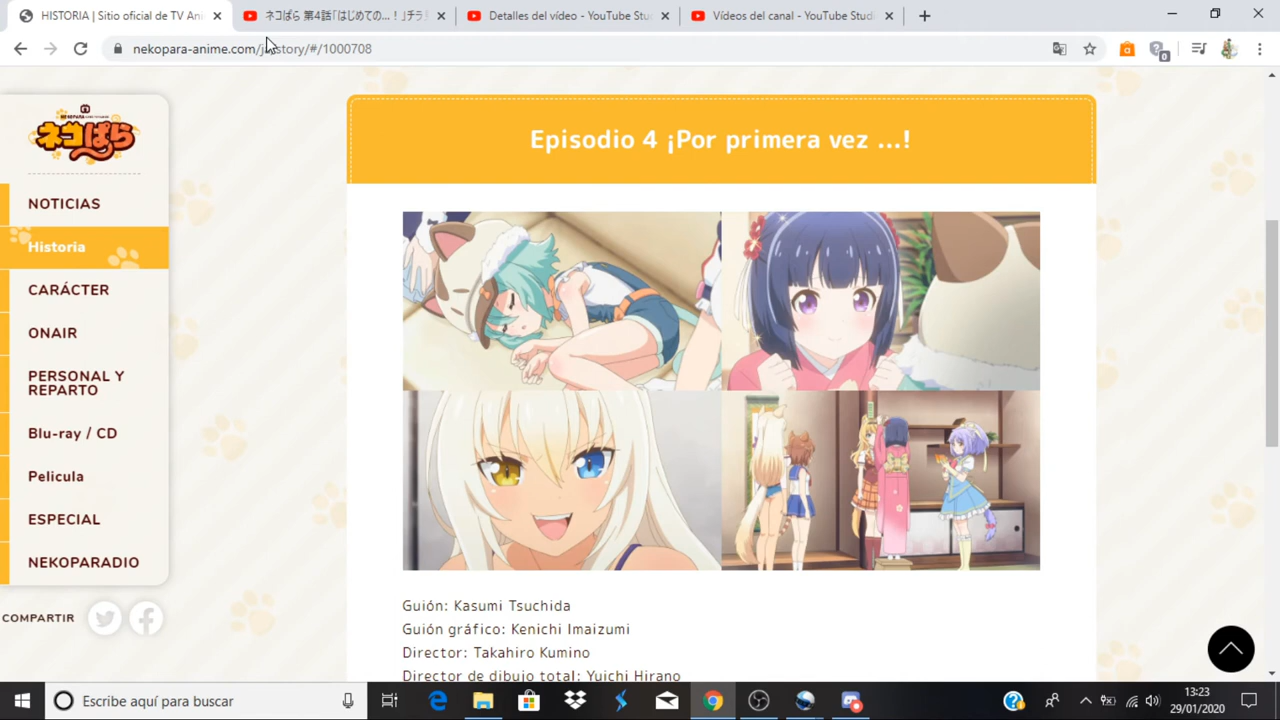 HISTORIA | Sitio oficial de TV Ani
ネコぱら 第4話「はじめての...！」チラ
Detalles del vídeo - YouTube Stu
Vídeos del canal - YouTube Studi
nekopara-anime.com/ja/story/#/1000708
0
ネコぱら
NOTICIAS
Historia
CARÁCTER
ONAIR
PERSONAL Y
REPARTO
Blu-ray / CD
Pelicula
ESPECIAL
NEKOPARADIO
COMPARTIR
Episodio 4 ¡Por primera vez ...!
Guión: Kasumi Tsuchida
Guión gráfico: Kenichi Imaizumi
Director: Takahiro Kumino
Director de dibujo total: Yuichi Hirano
Escribe aquí para buscar
13:23
29/01/2020